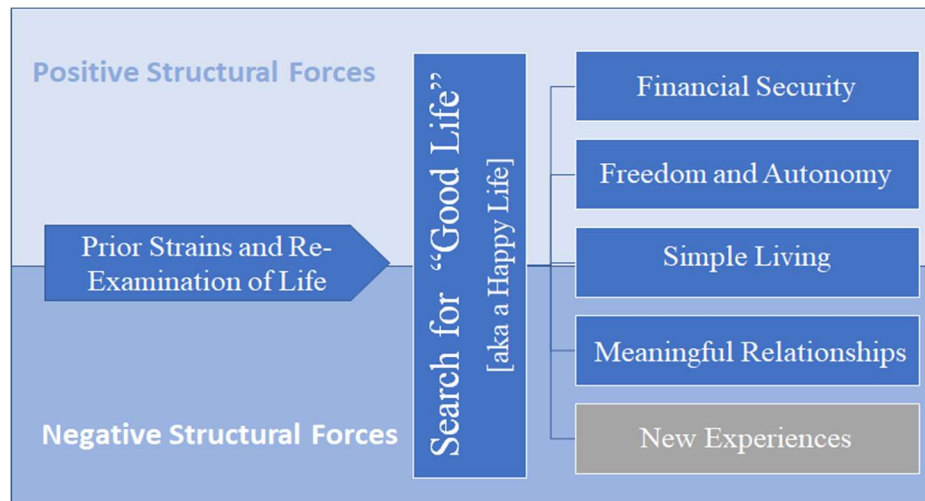 Positive Structural Forces
Prior Strains and Re-
Examination of Life
Negative Structural Forces
Search for “Good Life”
[aka a Happy Life]
Financial Security
Freedom and Autonomy
Simple Living
Meaningful Relationships
New Experiences